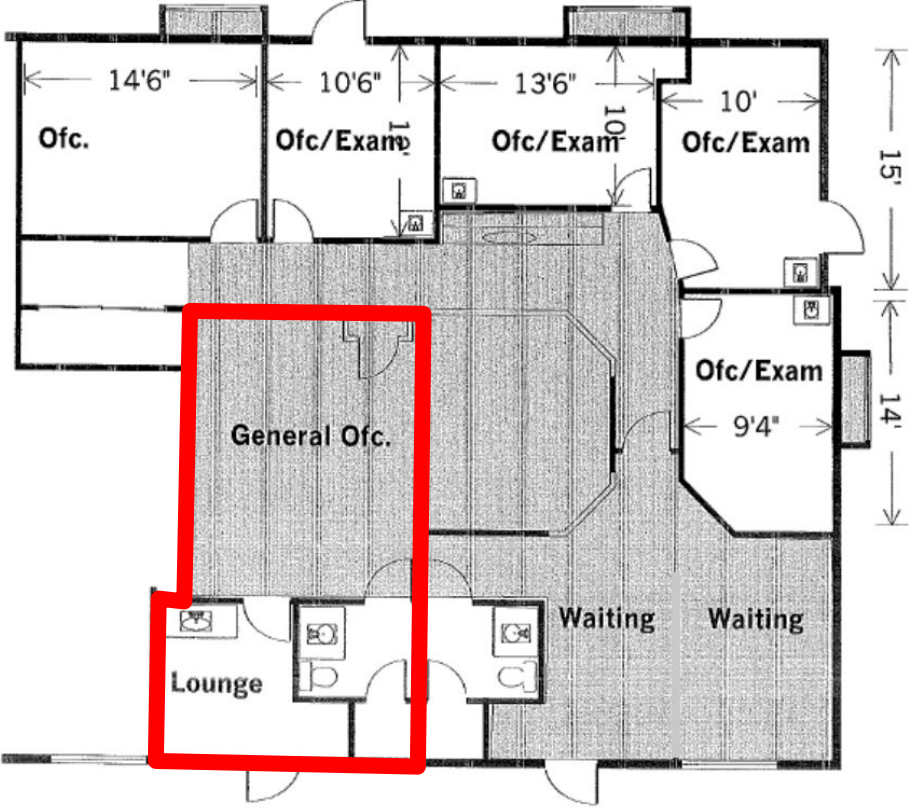 14'6"
10'6"
13'6"
10'
Ofc.
Ofc/Exam
10'
Ofc/Exam
10'
Ofc/Exam
15'
Ofc/Exam
9'4"
14'
General Ofc.
Waiting
Waiting
Lounge